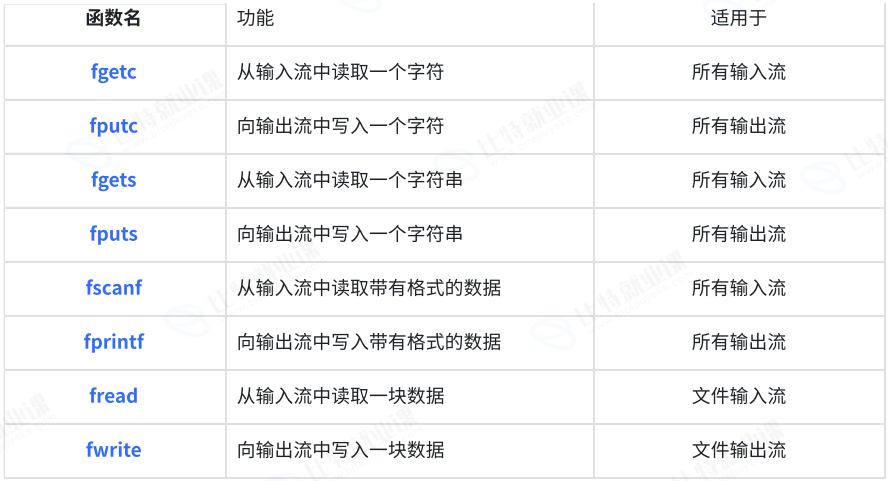 函数名 功能 适用于
fgetc 从输入流中读取一个字符 所有输入流
fputc 向输出流中写入一个字符 所有输出流
fgets 从输入流中读取一个字符串 所有输入流
fputs 向输出流中写入一个字符串 所有输出流
fscanf 从输入流中读取带有格式的数据 所有输入流
fprintf 向输出流中写入带有格式的数据 所有输出流
fread 从输入流中读取一块数据 文件输入流
fwrite 向输出流中写入一块数据 文件输出流
比特就业课